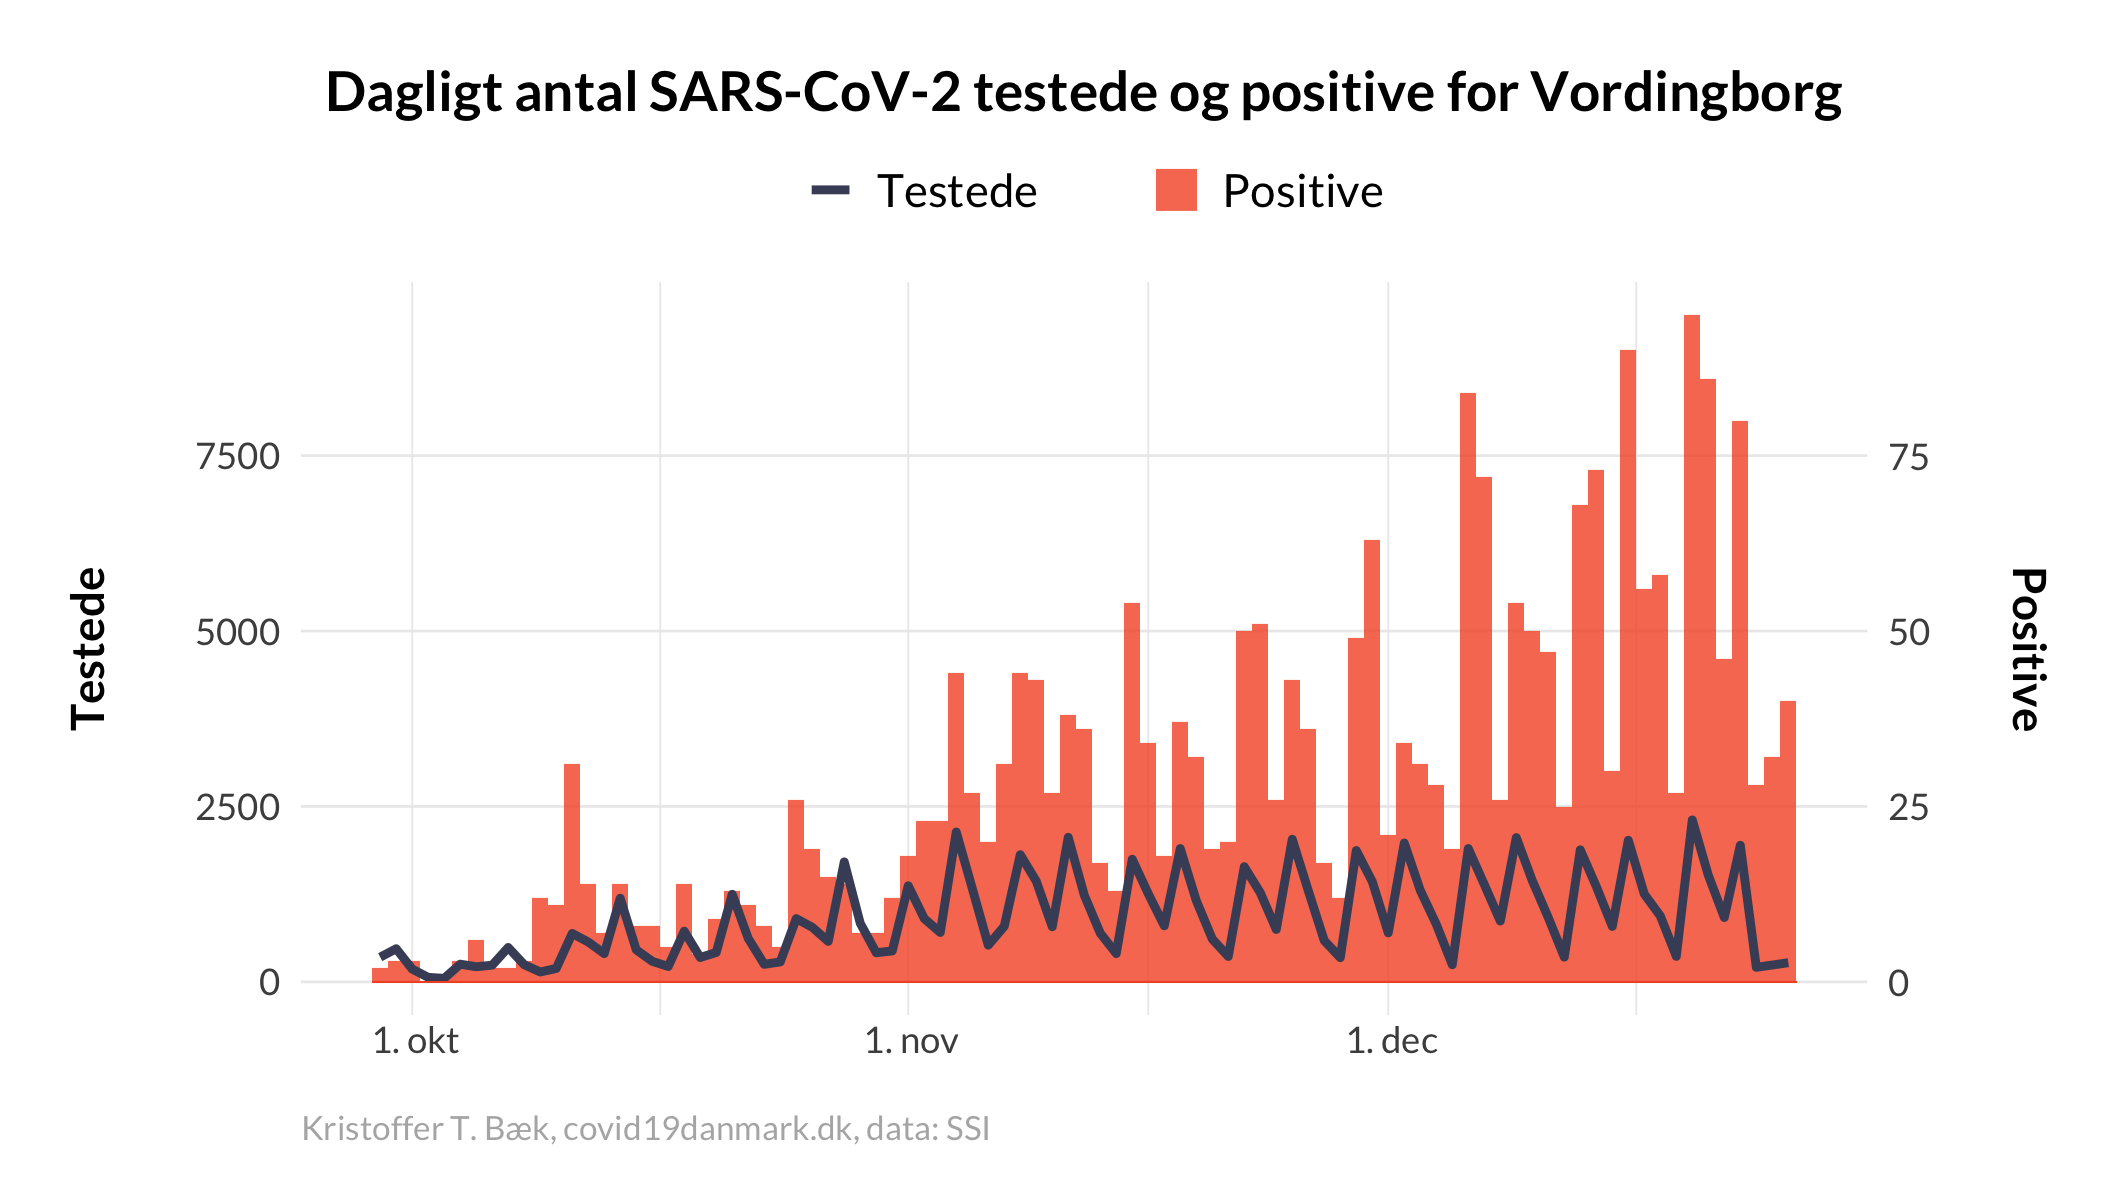 Dagligt antal SARS-CoV-2 testede og positive for Vordingborg
Testede
Positive
7500
5000
2500
0
75
50
25
0
Testede
Positive
1. okt
1. nov
1. dec
Kristoffer T. Bæk, covid19danmark.dk, data: SSI